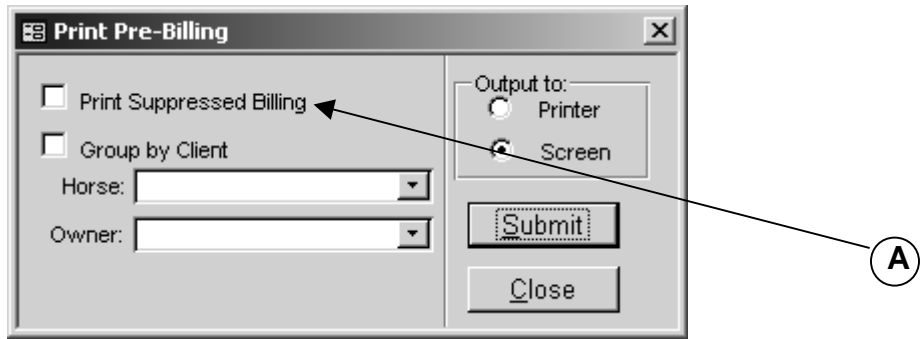 Print Pre-Billing
Print Suppressed Billing
Group by Client
Horse:
Owner:
Output to:
Printer
Screen
Submit
Close
A